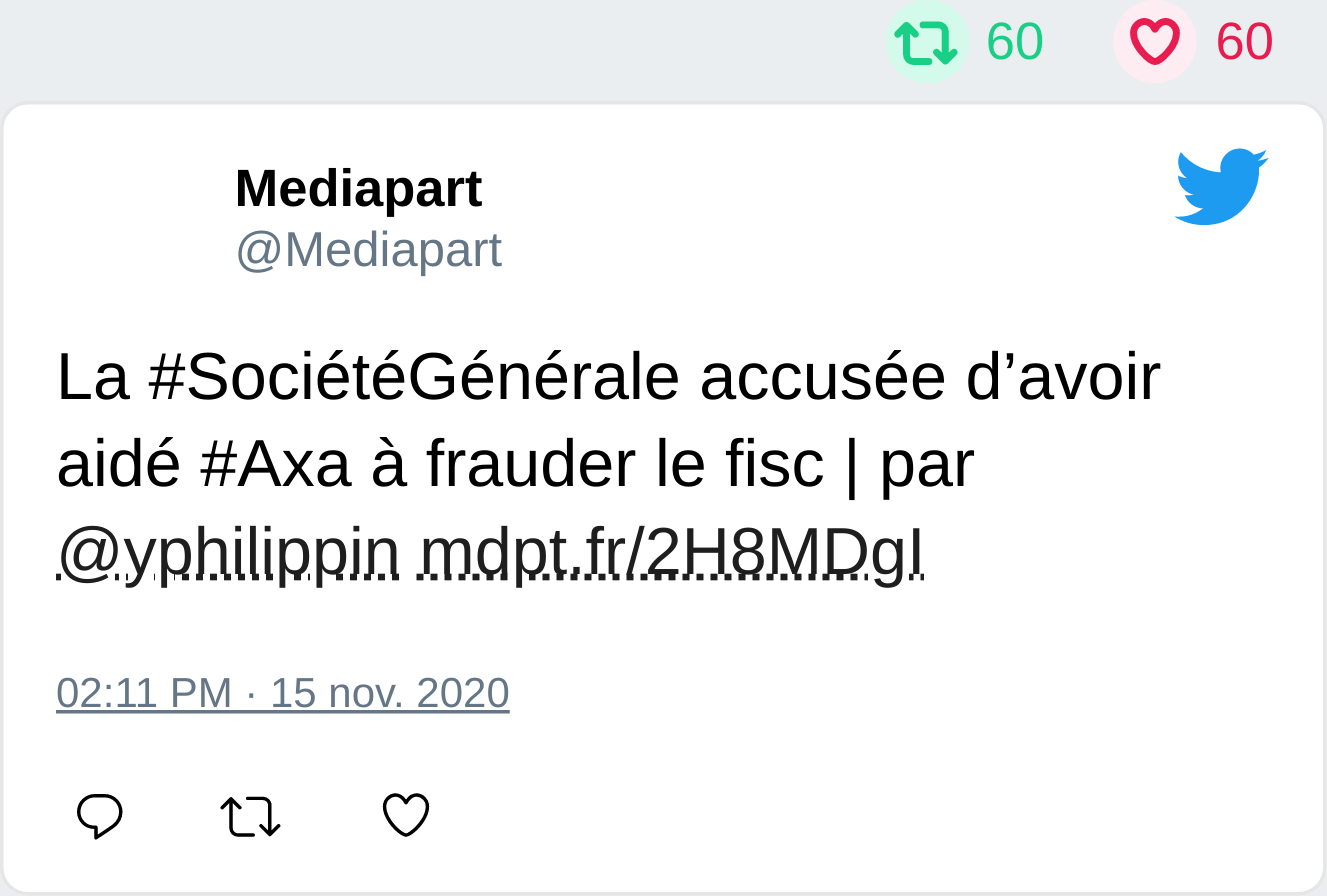 60 60
Mediapart
@Mediapart
La #SociétéGénérale accusée d’avoir
aidé #Axa à frauder le fisc | par
@yphilippin mdpt.fr/2H8MDgI
02:11 PM · 15 nov. 2020